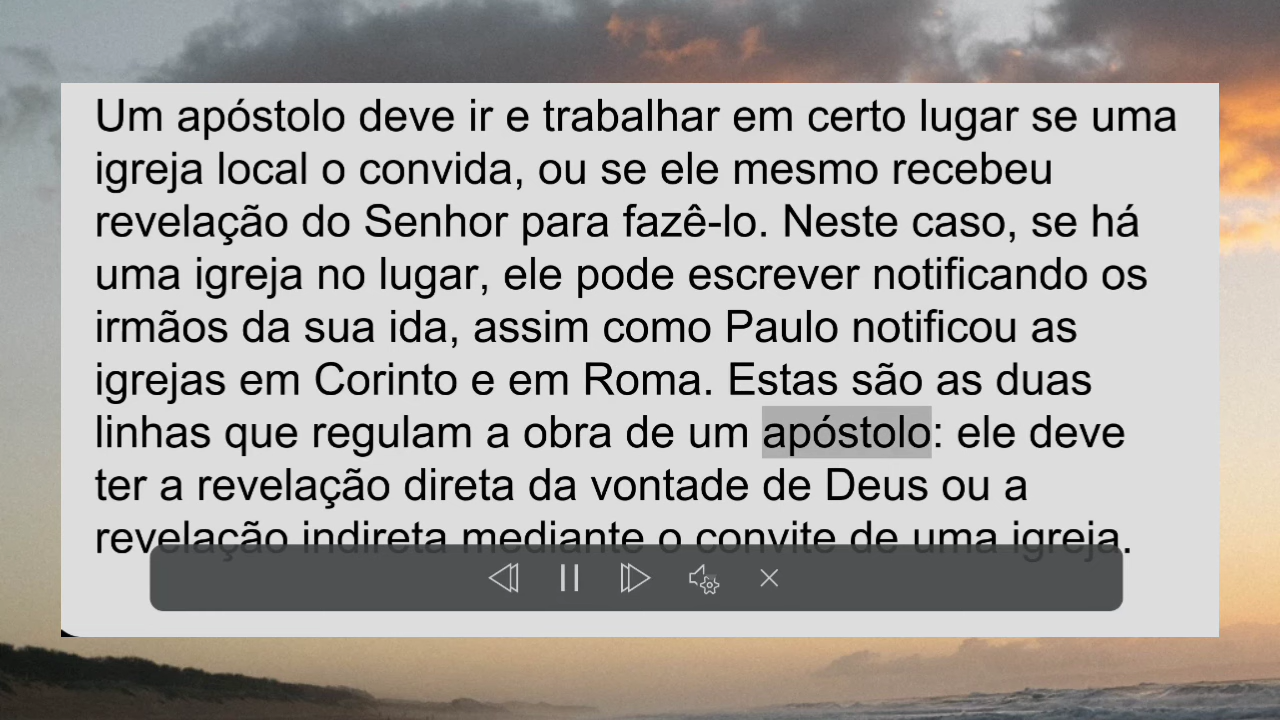 Um apóstolo deve ir e trabalhar em certo lugar se uma
igreja local o convida, ou se ele mesmo recebeu
revelação do Senhor para fazê-lo. Neste caso, se há
uma igreja no lugar, ele pode escrever notificando os
irmãos da sua ida, assim como Paulo notificou as
igrejas em Corinto e em Roma. Estas são as duas
linhas que regulam a obra de um apóstolo: ele deve
ter a revelação direta da vontade de Deus ou a
revelação indireta mediante o convite de uma igreja.